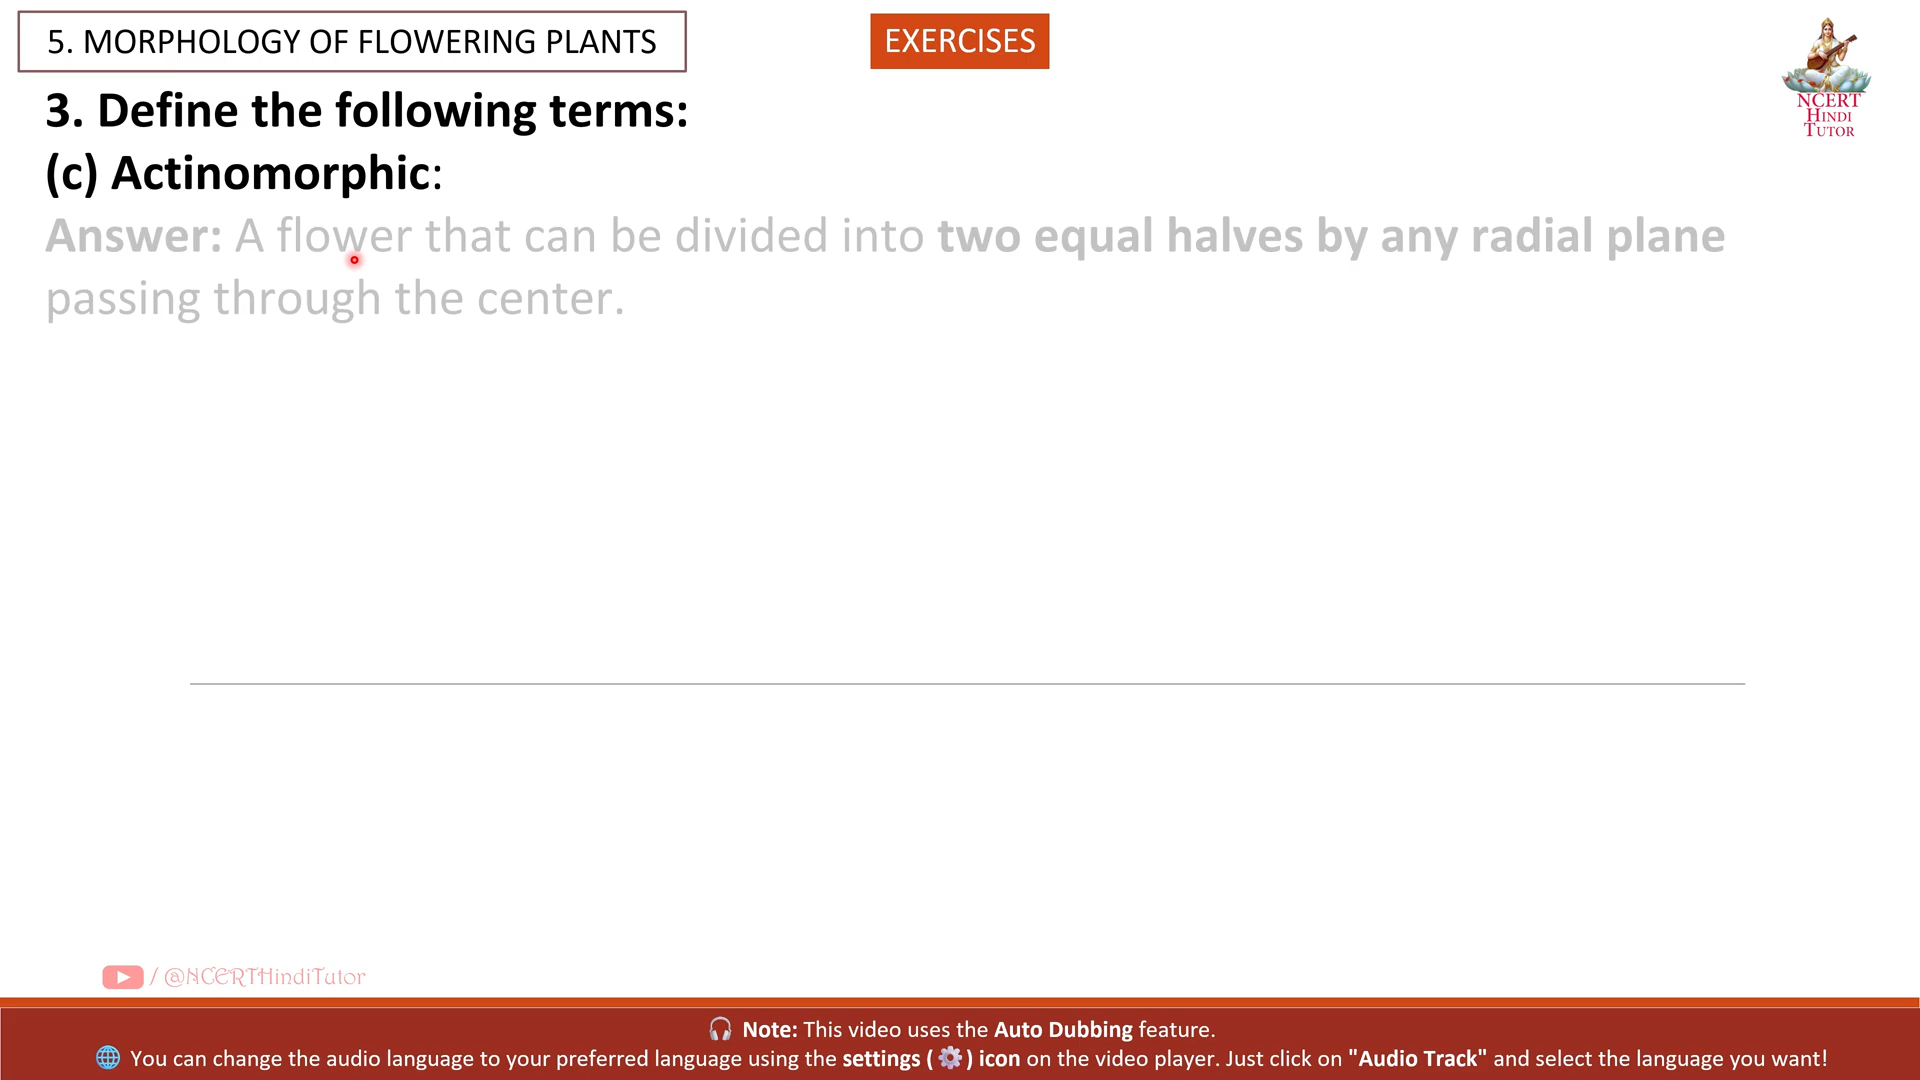 5. MORPHOLOGY OF FLOWERING PLANTS
EXERCISES
NCERT
HINDI
TUTOR
3. Define the following terms:
(c) Actinomorphic:
Answer: A flower that can be divided into two equal halves by any radial plane
passing through the center.
/ @NCERTHindiTutor
Note: This video uses the Auto Dubbing feature.
You can change the audio language to your preferred language using the settings ( ⚙ ) icon on the video player. Just click on "Audio Track" and select the language you want!